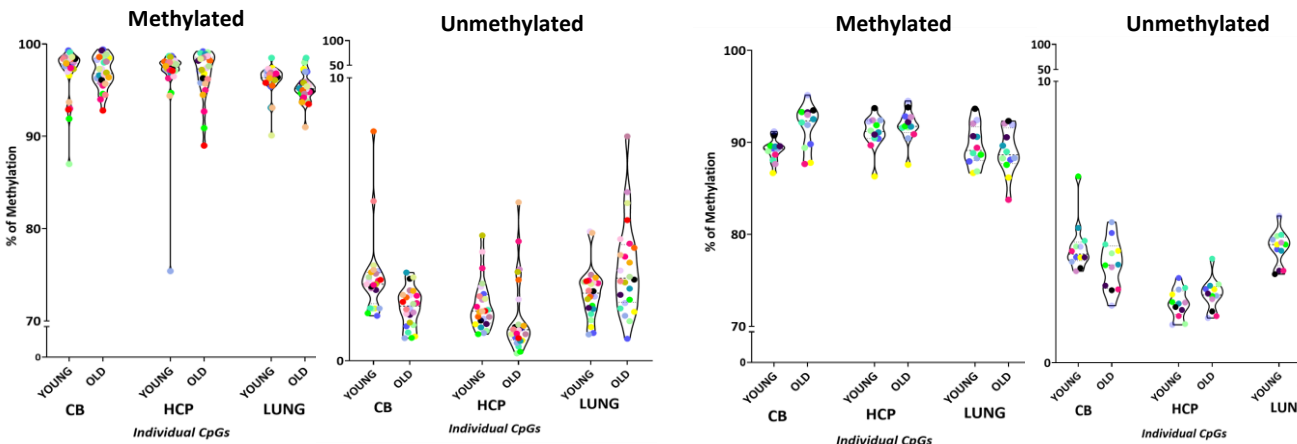 Methylated
Unmethylated
Methylated
Unmethylated
% of Methylation
100
90
80
70
0
YOUNG
OLD
YOUNG
OLD
YOUNG
OLD
CB
HCP
LUNG
Individual CpGs
100
50
10
0
YOUNG
OLD
YOUNG
OLD
YOUNG
OLD
CB
HCP
LUNG
Individual CpGs
% of Methylation
100
90
80
70
0
YOUNG
OLD
YOUNG
OLD
YOUNG
OLD
CB
HCP
LUNG
Individual CpGs
100
50
10
0
YOUNG
OLD
YOUNG
OLD
YOUNG
CB
HCP
LUN
Individual CpGs